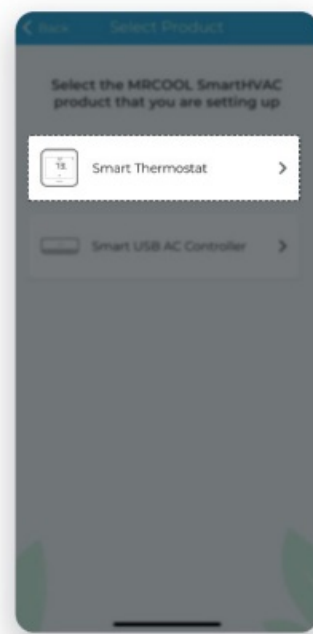 Back Select Product
Select the MRCOOL SmartHVAC
product that you are setting up
Smart Thermostat
Smart USB AC Controller